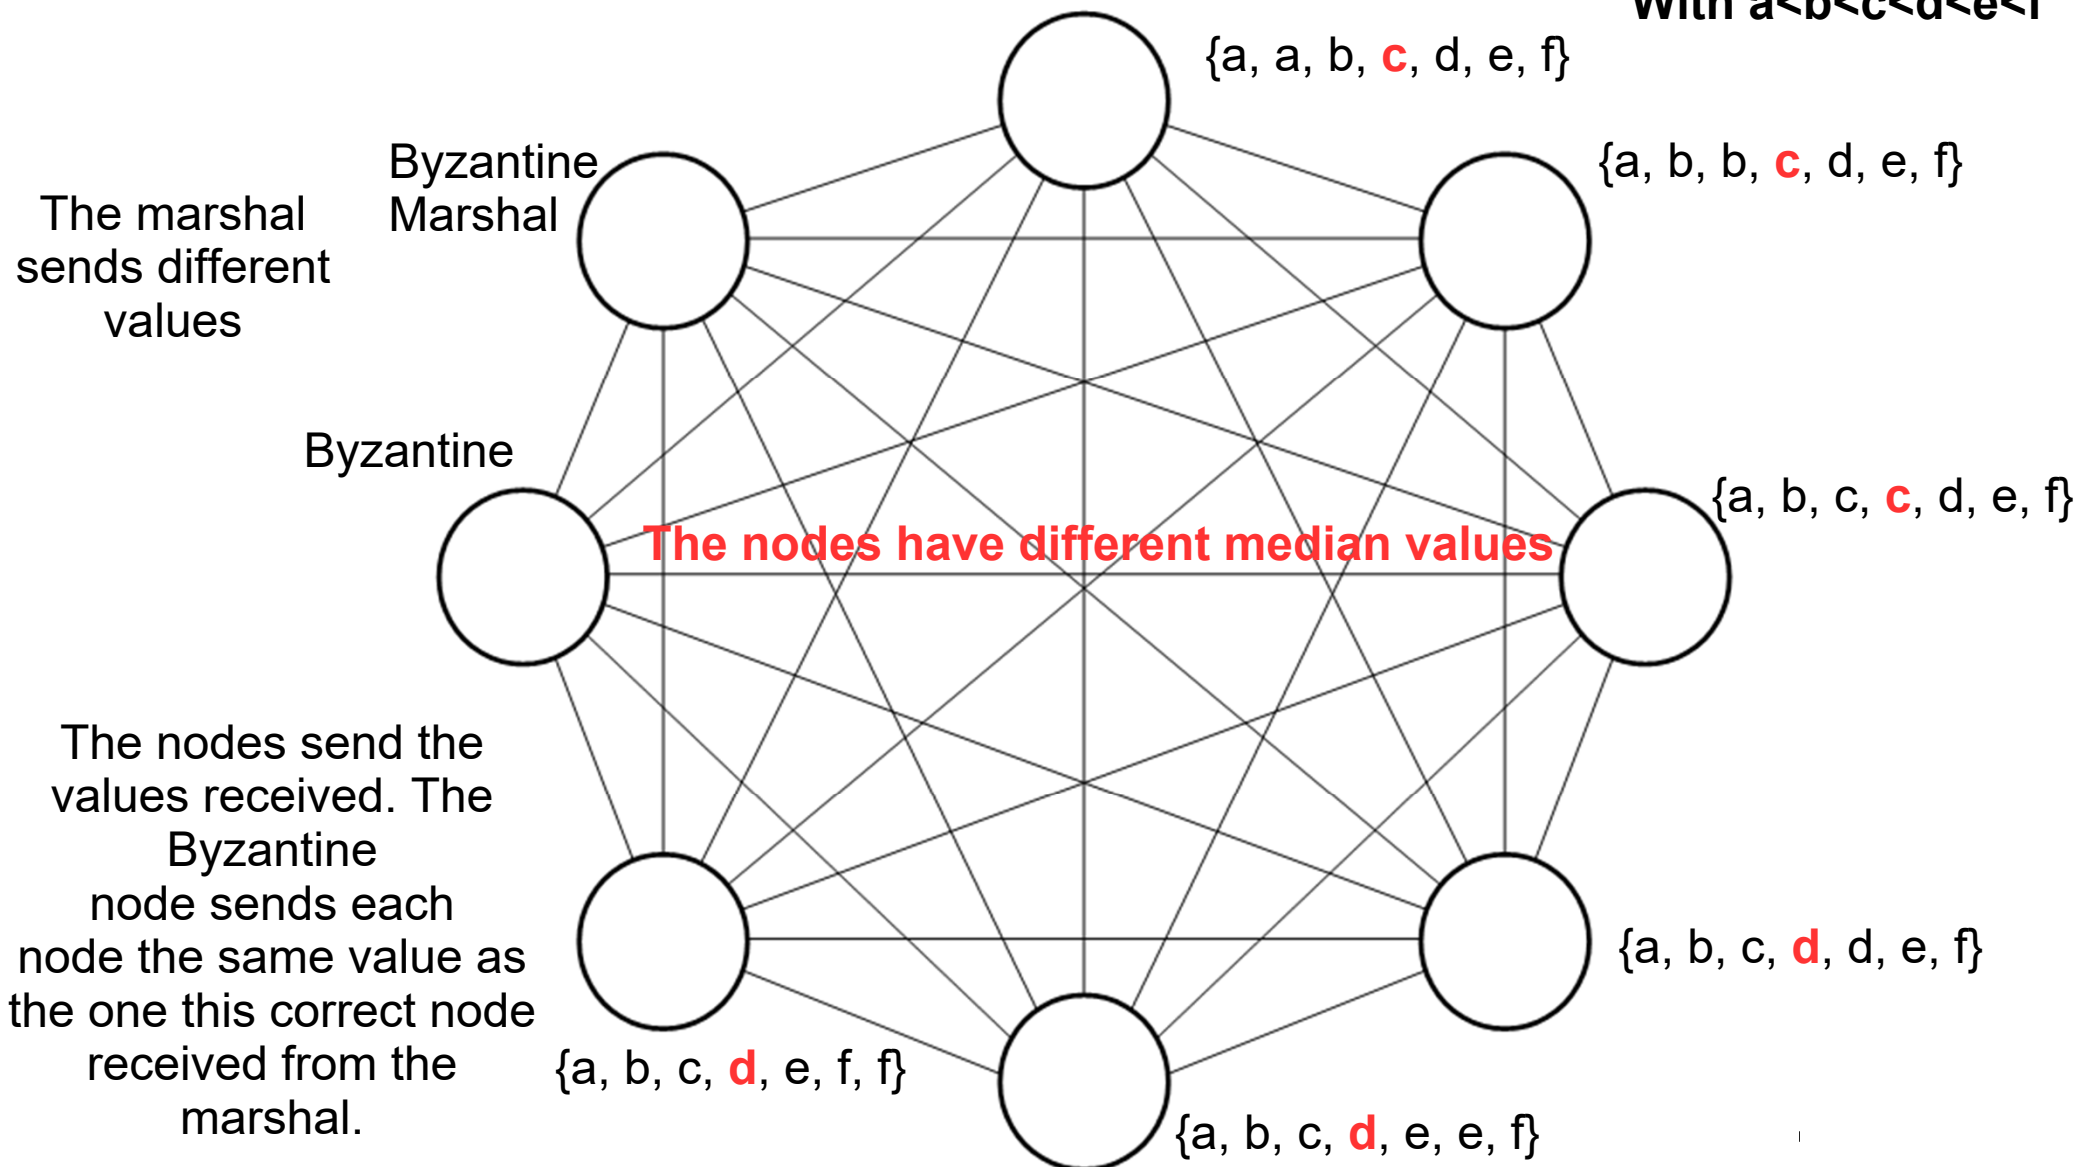 With a<b<c<d<e<f
{a, a, b, c, d, e, f}
Byzantine
Marshal
{a, b, b, c, d, e, f}
The marshal
sends different
values
Byzantine
{a, b, c, c, d, e, f}
The nodes have different median values
The nodes send the
values received. The
Byzantine
node sends each
node the same value as
the one this correct node
received from the
marshal.
{a, b, c, d, d, e, f}
{a, b, c, d, e, f, f}
{a, b, c, d, e, e, f}